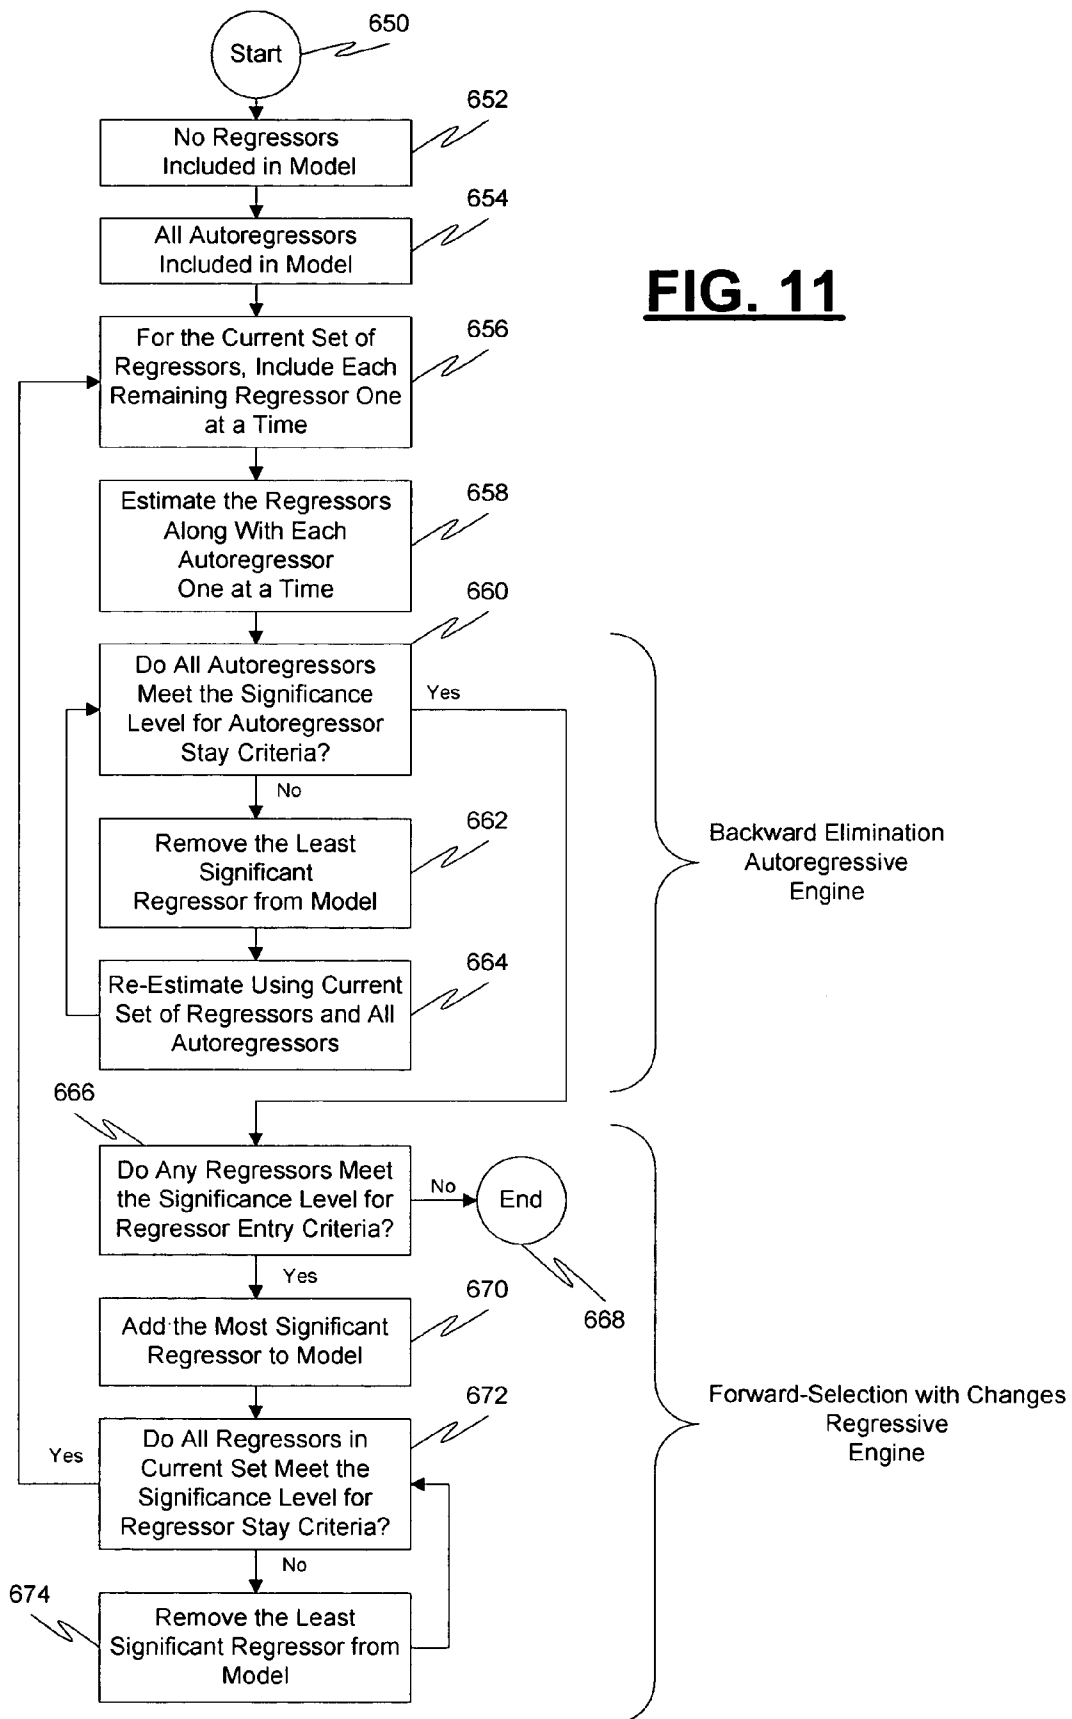 650
Start
652
No Regressors
Included in Model
654
All Autoregressors
Included in Model
FIG. 11
656
For the Current Set of
Regressors, Include Each
Remaining Regressor One
at a Time
658
Estimate the Regressors
Along With Each
Autoregressor
One at a Time
660
Do All Autoregressors
Meet the Significance
Level for Autoregressor
Stay Criteria?
Yes
No
662
Remove the Least
Significant
Regressor from Model
Backward Elimination
Autoregressive
Engine
664
Re-Estimate Using Current
Set of Regressors and All
Autoregressors
666
Do Any Regressors Meet
the Significance Level for
Regressor Entry Criteria?
No
End
668
Yes
670
Add the Most Significant
Regressor to Model
672
Do All Regressors in
Current Set Meet the
Significance Level for
Regressor Stay Criteria?
Yes
No
Forward-Selection with Changes
Regressive
Engine
674
Remove the Least
Significant Regressor from
Model